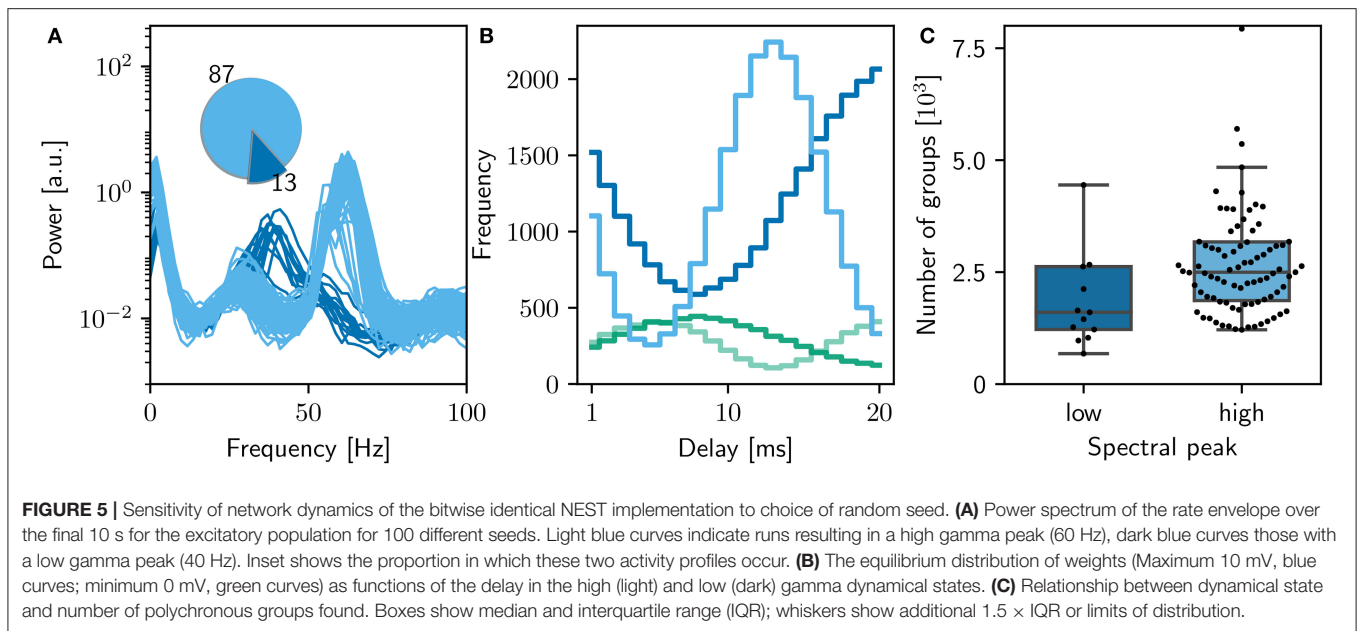 A
10²
10⁰
10⁻²
Power [a.u.]
87
13
0
50
100
Frequency [Hz]
B
2000
1500
1000
500
0
Frequency
1
10
20
Delay [ms]
C
7.5
5.0
2.5
0
Number of groups [10³]
low
high
Spectral peak
FIGURE 5 | Sensitivity of network dynamics of the bitwise identical NEST implementation to choice of random seed. (A) Power spectrum of the rate envelope over
the final 10 s for the excitatory population for 100 different seeds. Light blue curves indicate runs resulting in a high gamma peak (60 Hz), dark blue curves those with
a low gamma peak (40 Hz). Inset shows the proportion in which these two activity profiles occur. (B) The equilibrium distribution of weights (Maximum 10 mV, blue
curves; minimum 0 mV, green curves) as functions of the delay in the high (light) and low (dark) gamma dynamical states. (C) Relationship between dynamical state
and number of polychronous groups found. Boxes show median and interquartile range (IQR); whiskers show additional 1.5 × IQR or limits of distribution.